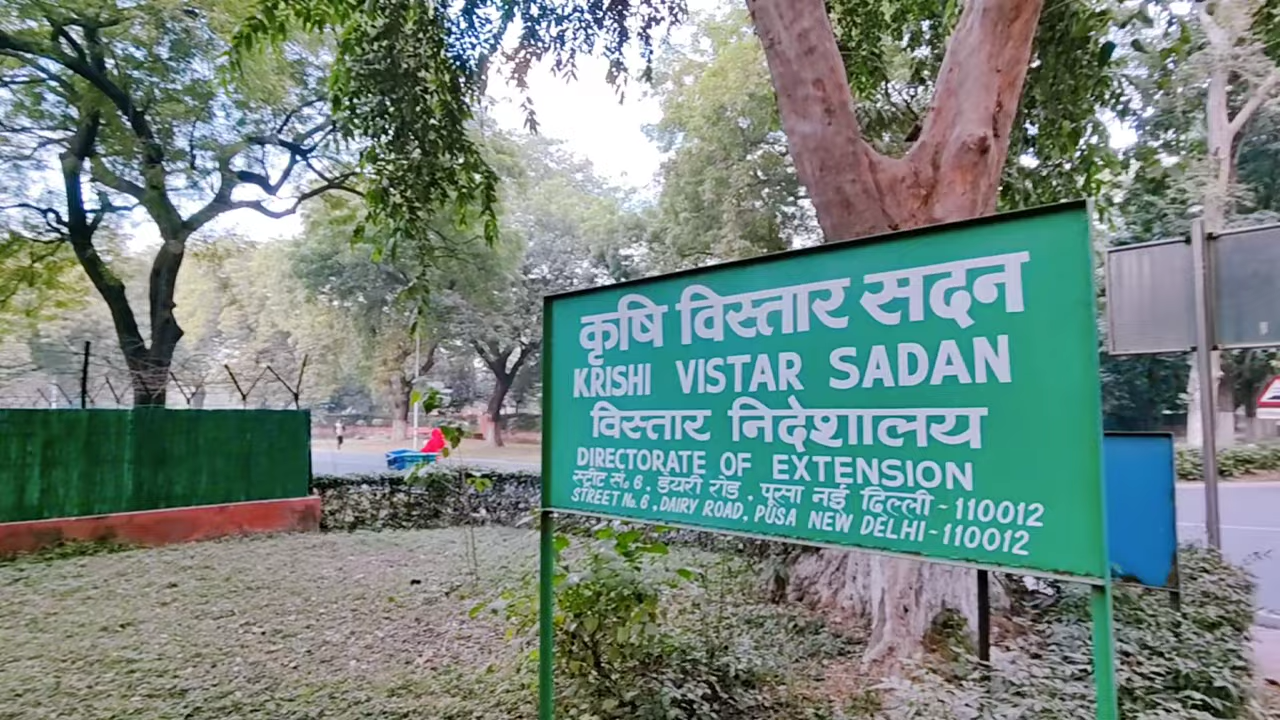 कृषि विस्तार सदन
KRISHI VISTAR SADAN
विस्तार निदेशालय
DIRECTORATE OF EXTENSION
स्ट्रीट सं. 6, डेयरी रोड, पूसा नई दिल्ली-110012
STREET No. 6, DAIRY ROAD, PUSA NEW DELHI-110012